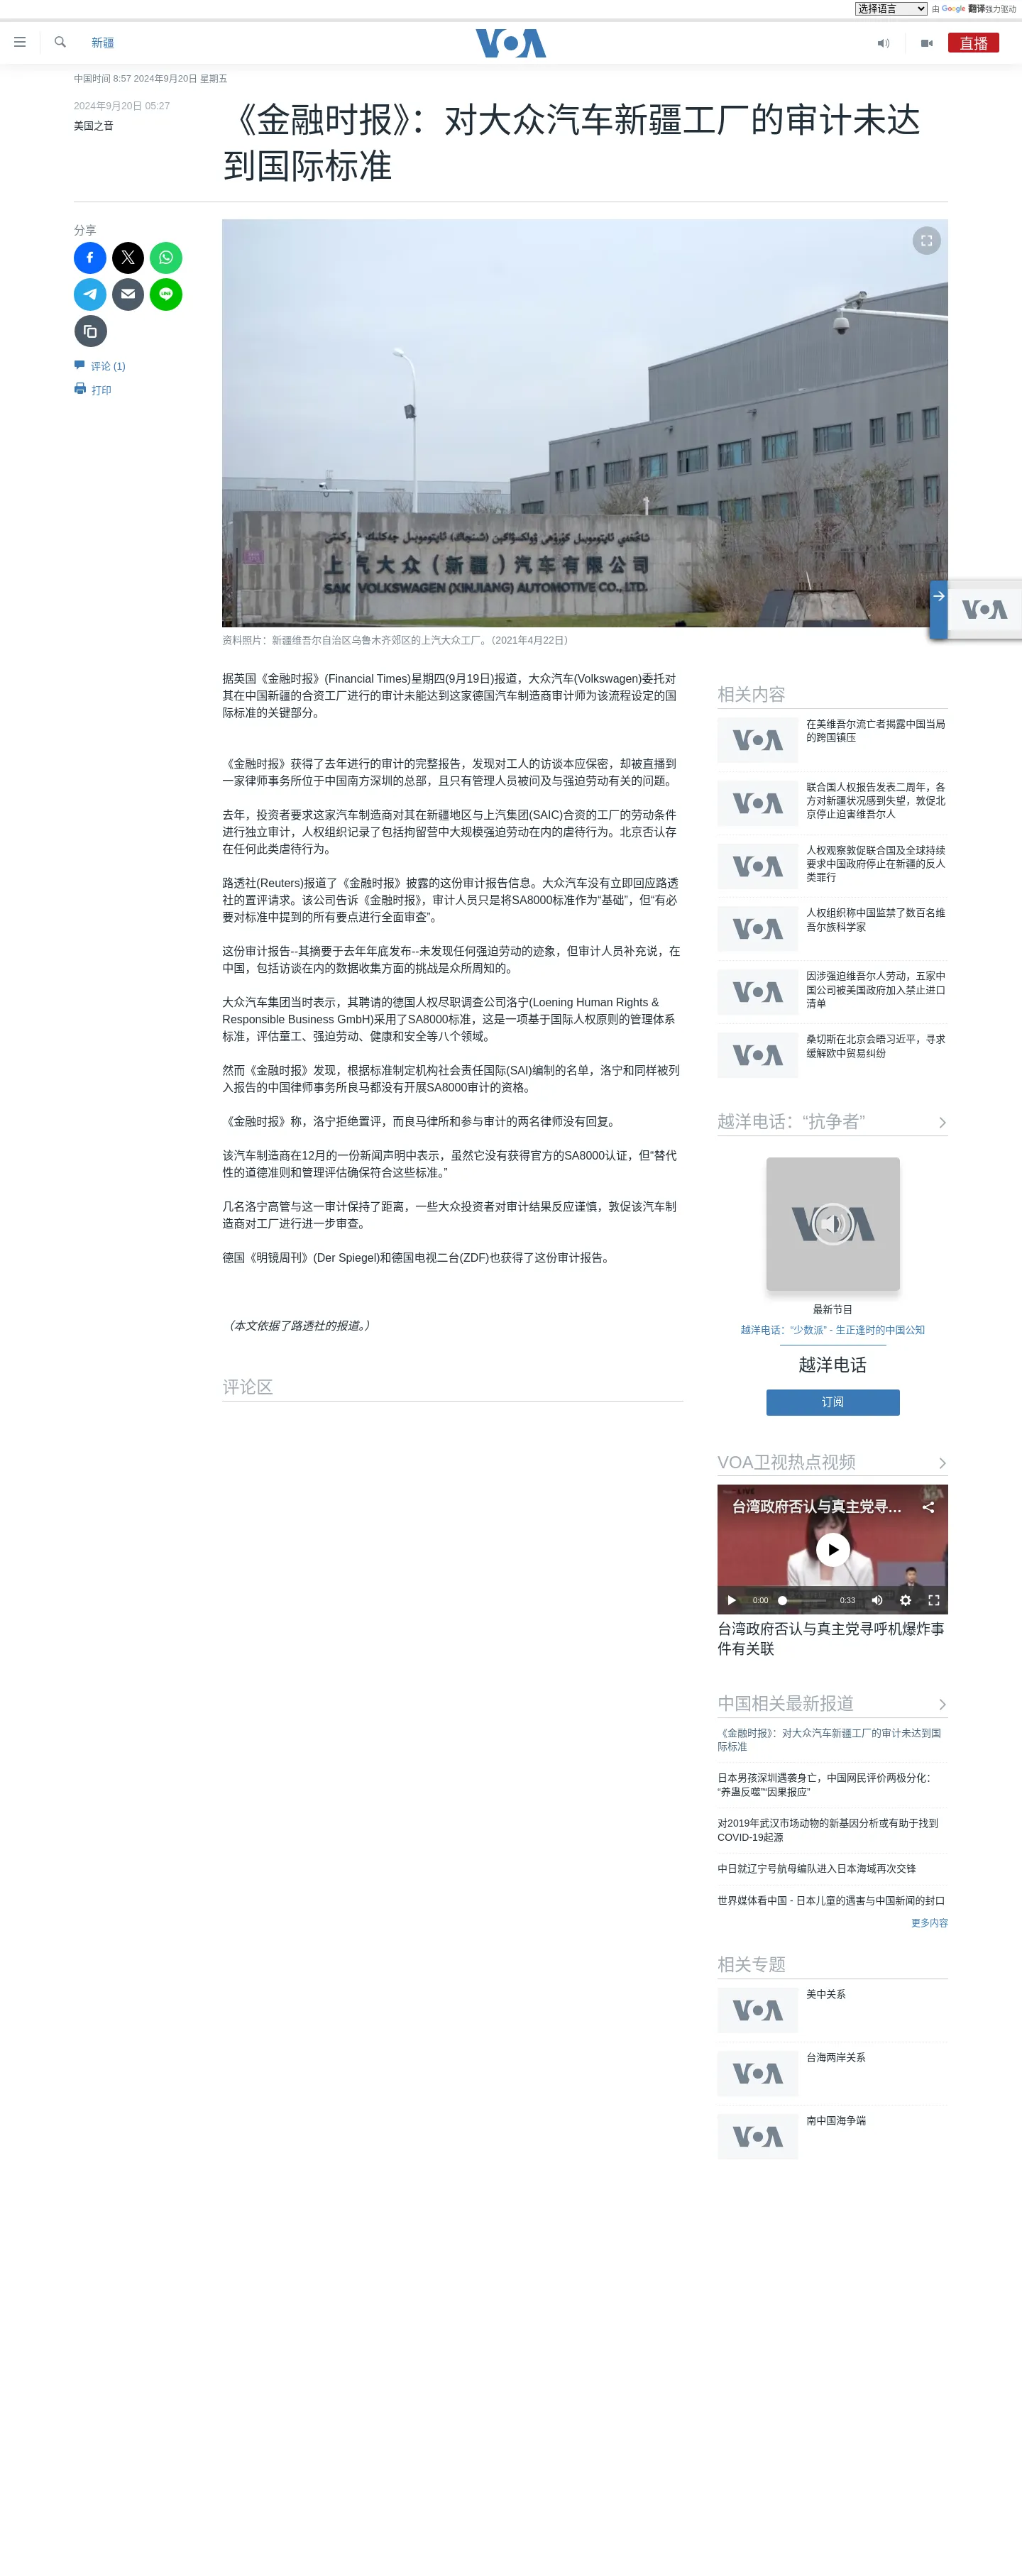 选择语言
由 Google 翻译强力驱动
新疆
VOA
直播
中国时间 8:57 2024年9月20日 星期五
2024年9月20日 05:27
美国之音
《金融时报》：对大众汽车新疆工厂的审计未达
到国际标准
分享
评论 (1)
打印
上汽大众（新疆）汽车有限公司
SAIC VOLKSWAGEN (XINJIANG) AUTOMOTIVE CO., LTD.
资料照片：新疆维吾尔自治区乌鲁木齐郊区的上汽大众工厂。（2021年4月22日）
据英国《金融时报》(Financial Times)星期四(9月19日)报道，大众汽车(Volkswagen)委托对
其在中国新疆的合资工厂进行的审计未能达到这家德国汽车制造商审计师为该流程设定的国
际标准的关键部分。
《金融时报》获得了去年进行的审计的完整报告，发现对工人的访谈本应保密，却被直播到
一家律师事务所位于中国南方深圳的总部，且只有管理人员被问及与强迫劳动有关的问题。
去年，投资者要求这家汽车制造商对其在新疆地区与上汽集团(SAIC)合资的工厂的劳动条件
进行独立审计，人权组织记录了包括拘留营中大规模强迫劳动在内的虐待行为。北京否认存
在任何此类虐待行为。
路透社(Reuters)报道了《金融时报》披露的这份审计报告信息。大众汽车没有立即回应路透
社的置评请求。该公司告诉《金融时报》，审计人员只是将SA8000标准作为“基础”，但“有必
要对标准中提到的所有要点进行全面审查”。
这份审计报告--其摘要于去年年底发布--未发现任何强迫劳动的迹象，但审计人员补充说，在
中国，包括访谈在内的数据收集方面的挑战是众所周知的。
大众汽车集团当时表示，其聘请的德国人权尽职调查公司洛宁(Loening Human Rights &
Responsible Business GmbH)采用了SA8000标准，这是一项基于国际人权原则的管理体系
标准，评估童工、强迫劳动、健康和安全等八个领域。
然而《金融时报》发现，根据标准制定机构社会责任国际(SAI)编制的名单，洛宁和同样被列
入报告的中国律师事务所良马都没有开展SA8000审计的资格。
《金融时报》称，洛宁拒绝置评，而良马律所和参与审计的两名律师没有回复。
该汽车制造商在12月的一份新闻声明中表示，虽然它没有获得官方的SA8000认证，但“替代
性的道德准则和管理评估确保符合这些标准。”
几名洛宁高管与这一审计保持了距离，一些大众投资者对审计结果反应谨慎，敦促该汽车制
造商对工厂进行进一步审查。
德国《明镜周刊》(Der Spiegel)和德国电视二台(ZDF)也获得了这份审计报告。
（本文依据了路透社的报道。）
评论区
VOA
相关内容
VOA
在美维吾尔流亡者揭露中国当局
的跨国镇压
VOA
联合国人权报告发表二周年，各
方对新疆状况感到失望，敦促北
京停止迫害维吾尔人
VOA
人权观察敦促联合国及全球持续
要求中国政府停止在新疆的反人
类罪行
VOA
人权组织称中国监禁了数百名维
吾尔族科学家
VOA
因涉强迫维吾尔人劳动，五家中
国公司被美国政府加入禁止进口
清单
VOA
桑切斯在北京会晤习近平，寻求
缓解欧中贸易纠纷
越洋电话：“抗争者”
VOA
最新节目
越洋电话：“少数派” - 生正逢时的中国公知
越洋电话
订阅
VOA卫视热点视频
台湾政府否认与真主党寻…
0:00
0:33
台湾政府否认与真主党寻呼机爆炸事
件有关联
中国相关最新报道
《金融时报》：对大众汽车新疆工厂的审计未达到国
际标准
日本男孩深圳遇袭身亡，中国网民评价两极分化：
“养蛊反噬”“因果报应”
对2019年武汉市场动物的新基因分析或有助于找到
COVID-19起源
中日就辽宁号航母编队进入日本海域再次交锋
世界媒体看中国 - 日本儿童的遇害与中国新闻的封口
更多内容
相关专题
VOA
美中关系
VOA
台海两岸关系
VOA
南中国海争端